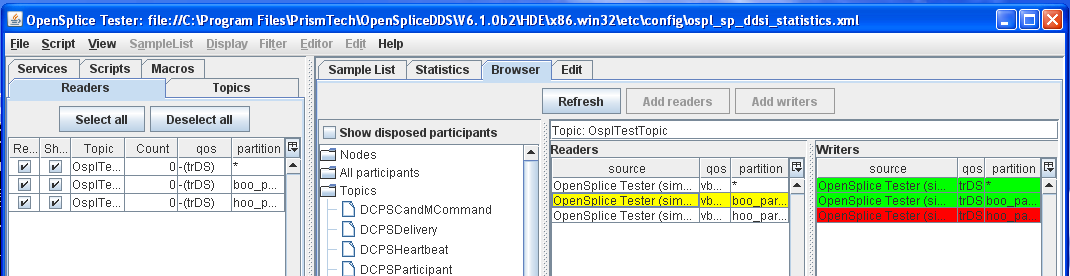 OpenSplice Tester: file://C:\Program Files\PrismTech\OpenSpliceDDS\V6.1.0b2\HDE\x86.win32\etc\config\ospl_sp_ddsi_statistics.xml
File Script View SampleList Display Filter Editor Edit Help
Services Scripts Macros
Readers Topics
Select all Deselect all
Re... Sh... Topic Count qos partition
OsplTe... 0 -(trDS) *
OsplTe... 0 -(trDS) boo_p...
OsplTe... 0 -(trDS) hoo_p...
Sample List Statistics Browser Edit
Refresh Add readers Add writers
Show disposed participants
Nodes
All participants
Topics
DCPSCandMCommand
DCPSDelivery
DCPSHeartbeat
DCPSParticipant
Topic: OsplTestTopic
Readers
source qos partition
OpenSplice Tester (sim... vb... *
OpenSplice Tester (sim... vb... boo_par...
OpenSplice Tester (sim... vb... hoo_par...
Writers
source qos partition
OpenSplice Tester (si... trDS *
OpenSplice Tester (si... trDS boo_pa...
OpenSplice Tester (si... trDS hoo_pa...